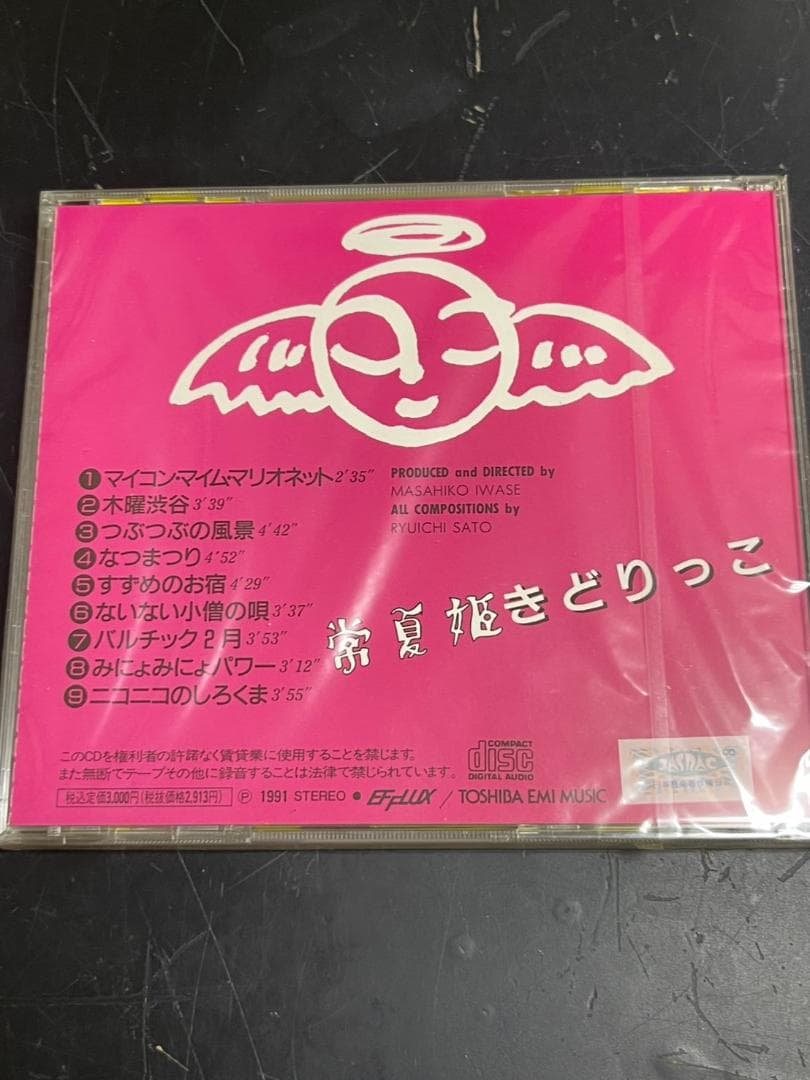 ❶マイコン・マイム・マリオネット2'35"
❷木曜渋谷3'39"
❸つぶつぶの風景4'42"
❹なつまつり4'52"
❺すずめのお宿4'29"
❻ないない小僧の唄3'37"
❼バルチック2月3'53"
❽みにょみにょパワー3'12"
❾ニコニコのしろくま3'55"
PRODUCED and DIRECTED by
MASAHIKO IWASE
ALL COMPOSITIONS by
RYUICHI SATO
常夏姫きどりっこ
このCDを権利者の許諾なく賃貸業に使用することを禁じます。
また無断でテープその他に録音することは法律で禁じられています。
COMPACT
disc
DIGITAL AUDIO
JASRAC
税込定価3,000円(税抜価格2,913円) Ⓟ 1991 STEREO • EFFLUX / TOSHIBA EMI MUSIC